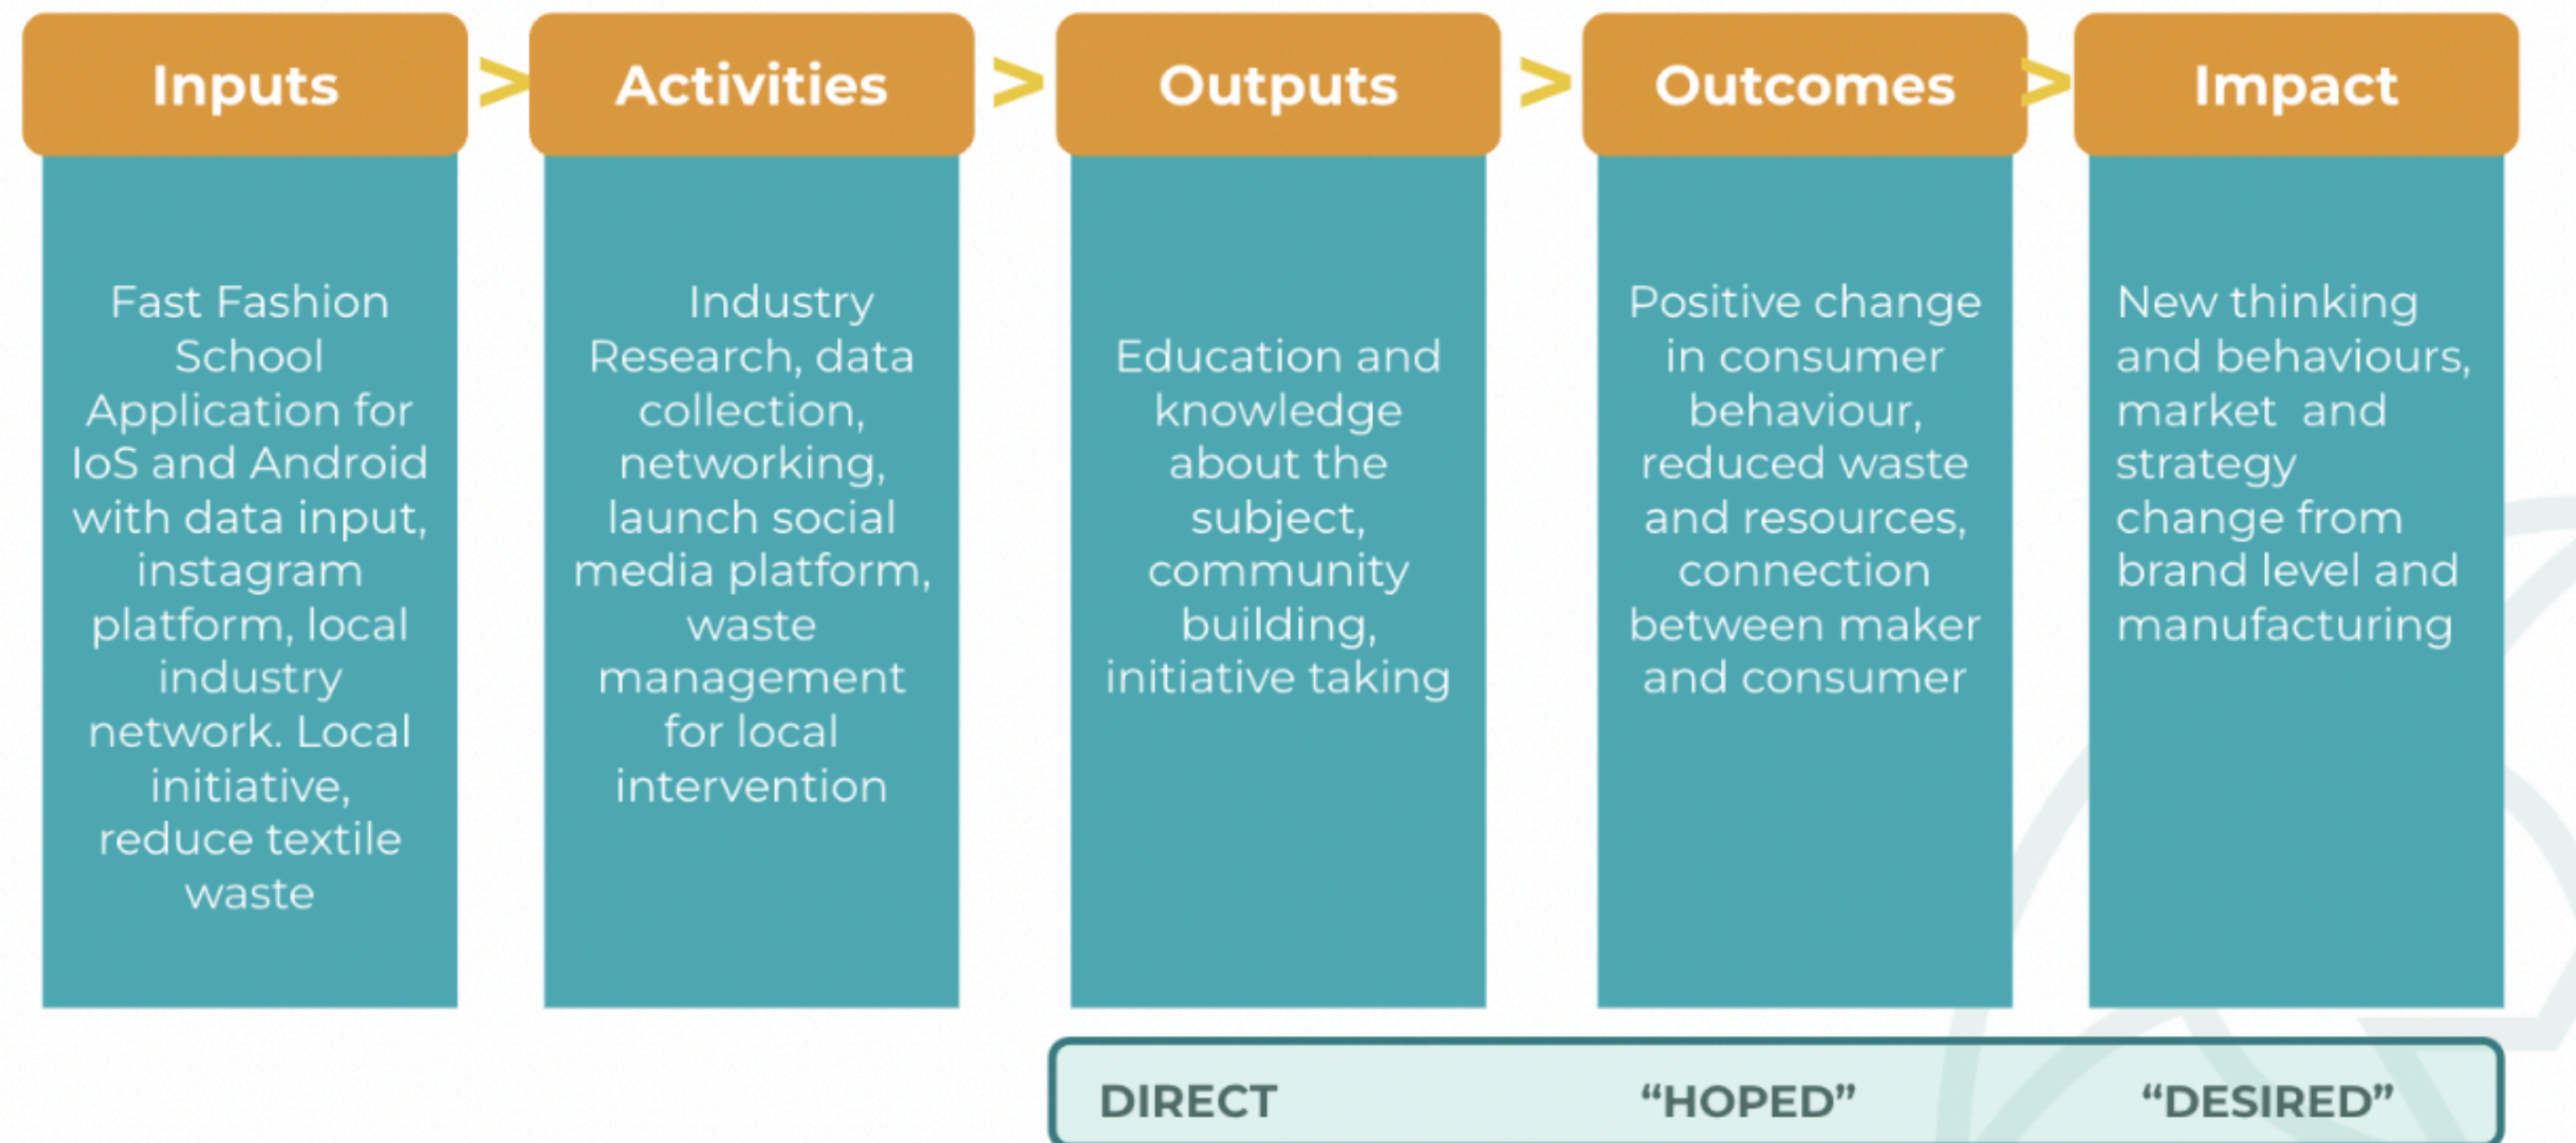 Inputs
>
Activities
>
Outputs
>
Outcomes
>
Impact
Fast Fashion
School
Application for
IoS and Android
with data input,
instagram
platform, local
industry
network. Local
initiative,
reduce textile
waste
Industry
Research, data
collection,
networking,
launch social
media platform,
waste
management
for local
intervention
Education and
knowledge
about the
subject,
community
building,
initiative taking
Positive change
in consumer
behaviour,
reduced waste
and resources,
connection
between maker
and consumer
New thinking
and behaviours,
market  and
strategy
change from
brand level and
manufacturing
DIRECT
“HOPED”
“DESIRED”